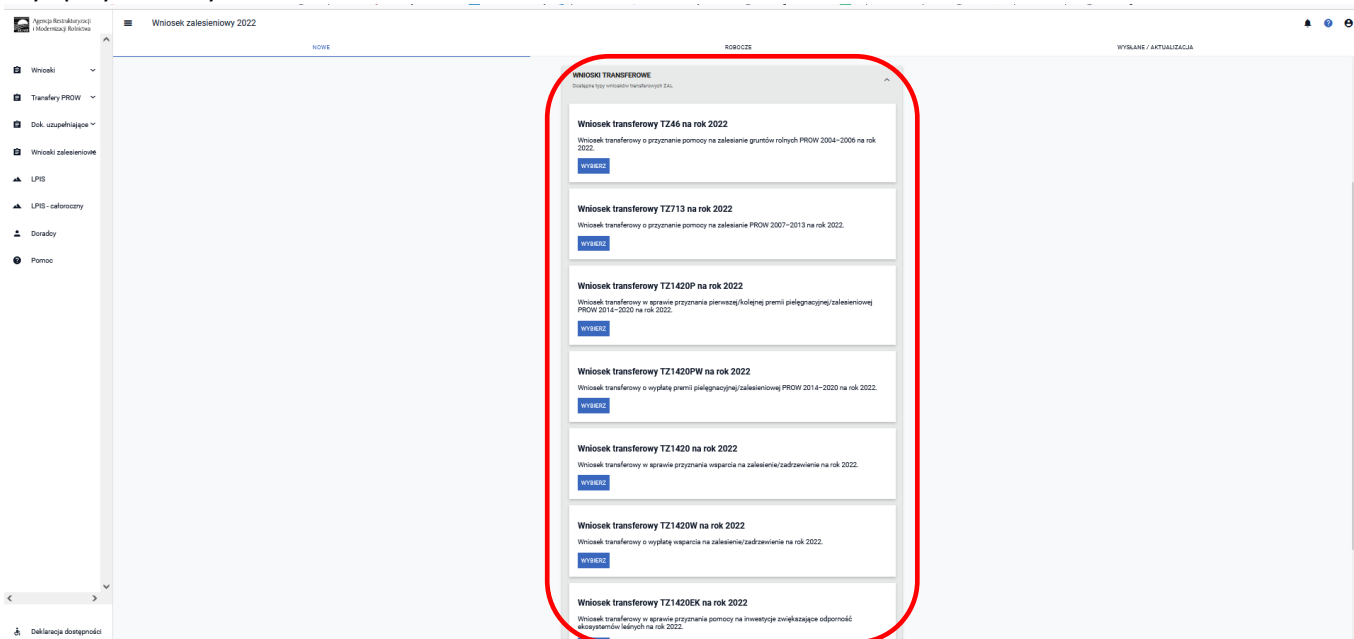 Agencja Restrukturyzacji
i Modernizacji Rolnictwa
Wniosek zalesieniowy 2022
NOWE
ROBOCZE
WYSŁANE / AKTUALIZACJA
Wnioski
Transfery PROW
Dok. uzupełniające
Wnioski zalesieniowe
LPIS
LPIS - całoroczny
Doradcy
Pomoc
Deklaracja dostępności
WNIOSKI TRANSFEROWE
Dostępne typy wniosków transferowych ZAL
Wniosek transferowy TZ46 na rok 2022
Wniosek transferowy o przyznanie pomocy na zalesianie gruntów rolnych PROW 2004–2006 na rok
2022.
WYBIERZ
Wniosek transferowy TZ713 na rok 2022
Wniosek transferowy o przyznanie pomocy na zalesianie PROW 2007–2013 na rok 2022.
WYBIERZ
Wniosek transferowy TZ1420P na rok 2022
Wniosek transferowy w sprawie przyznania pierwszej/kolejnej premii pielęgnacyjnej/zalesieniowej
PROW 2014–2020 na rok 2022.
WYBIERZ
Wniosek transferowy TZ1420PW na rok 2022
Wniosek transferowy o wypłatę premii pielęgnacyjnej/zalesieniowej PROW 2014–2020 na rok 2022.
WYBIERZ
Wniosek transferowy TZ1420 na rok 2022
Wniosek transferowy w sprawie przyznania wsparcia na zalesienie/zadrzewienie na rok 2022.
WYBIERZ
Wniosek transferowy TZ1420W na rok 2022
Wniosek transferowy o wypłatę wsparcia na zalesienie/zadrzewienie na rok 2022.
WYBIERZ
Wniosek transferowy TZ1420EK na rok 2022
Wniosek transferowy w sprawie przyznania pomocy na inwestycje zwiększające odporność
ekosystemów leśnych na rok 2022.